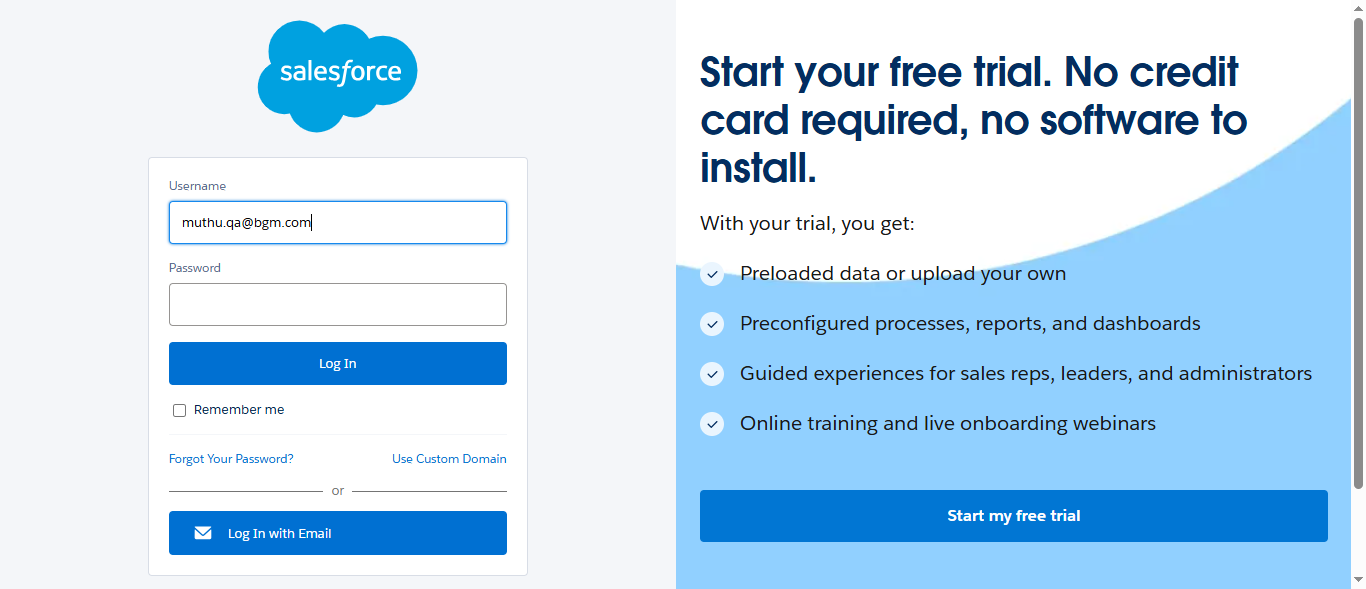 salesforce
Username
muthu.qa@bgm.com
Password
Log In
Remember me
Forgot Your Password?
Use Custom Domain
or
Log In with Email
Start your free trial. No credit
card required, no software to
install.
With your trial, you get:
Preloaded data or upload your own
Preconfigured processes, reports, and dashboards
Guided experiences for sales reps, leaders, and administrators
Online training and live onboarding webinars
Start my free trial